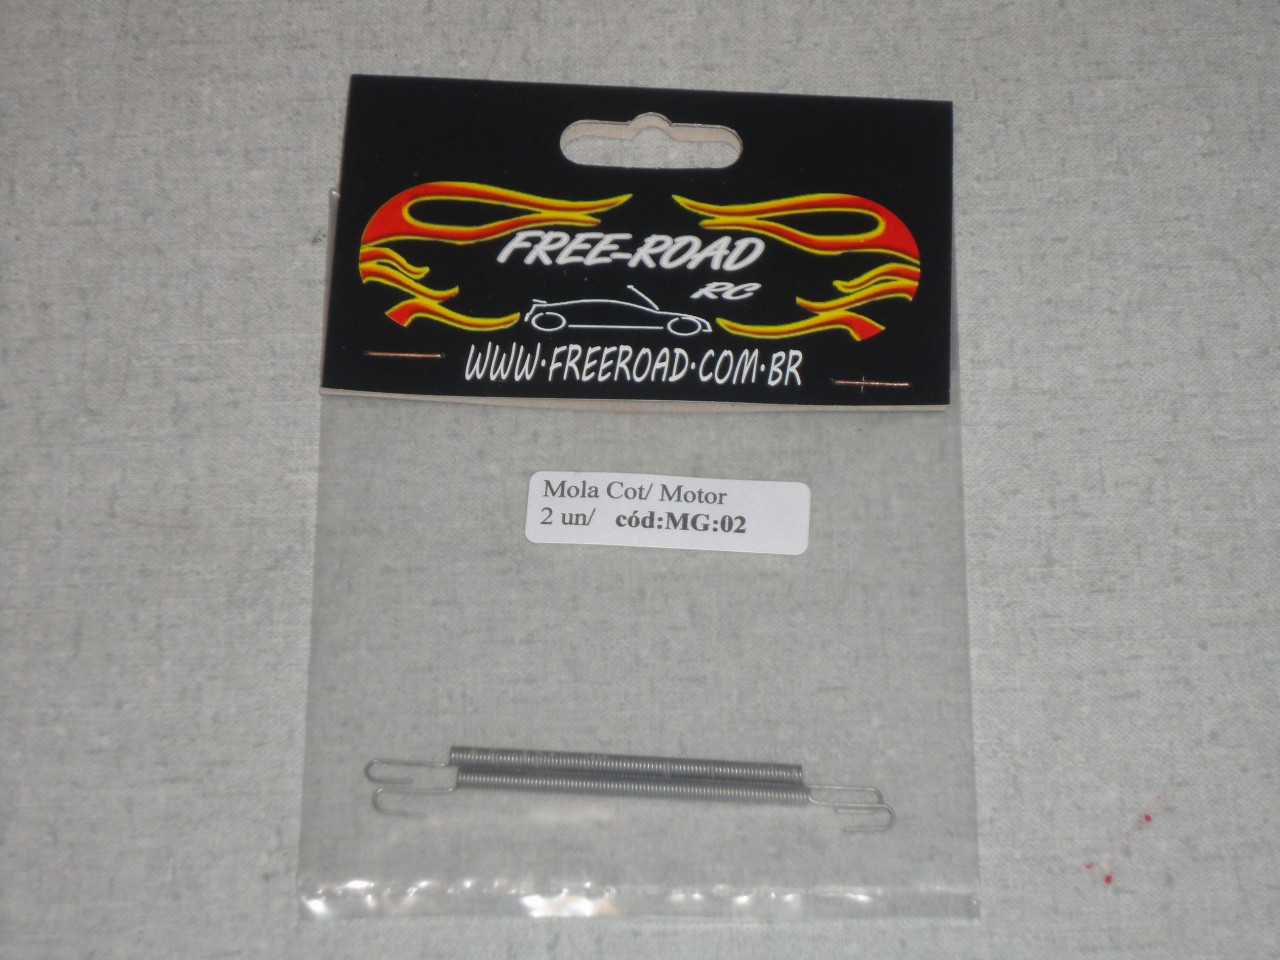 FREE-ROAD
RC
WWW.FREEROAD.COM.BR
Mola Cot/ Motor
2 un/ cód:MG:02